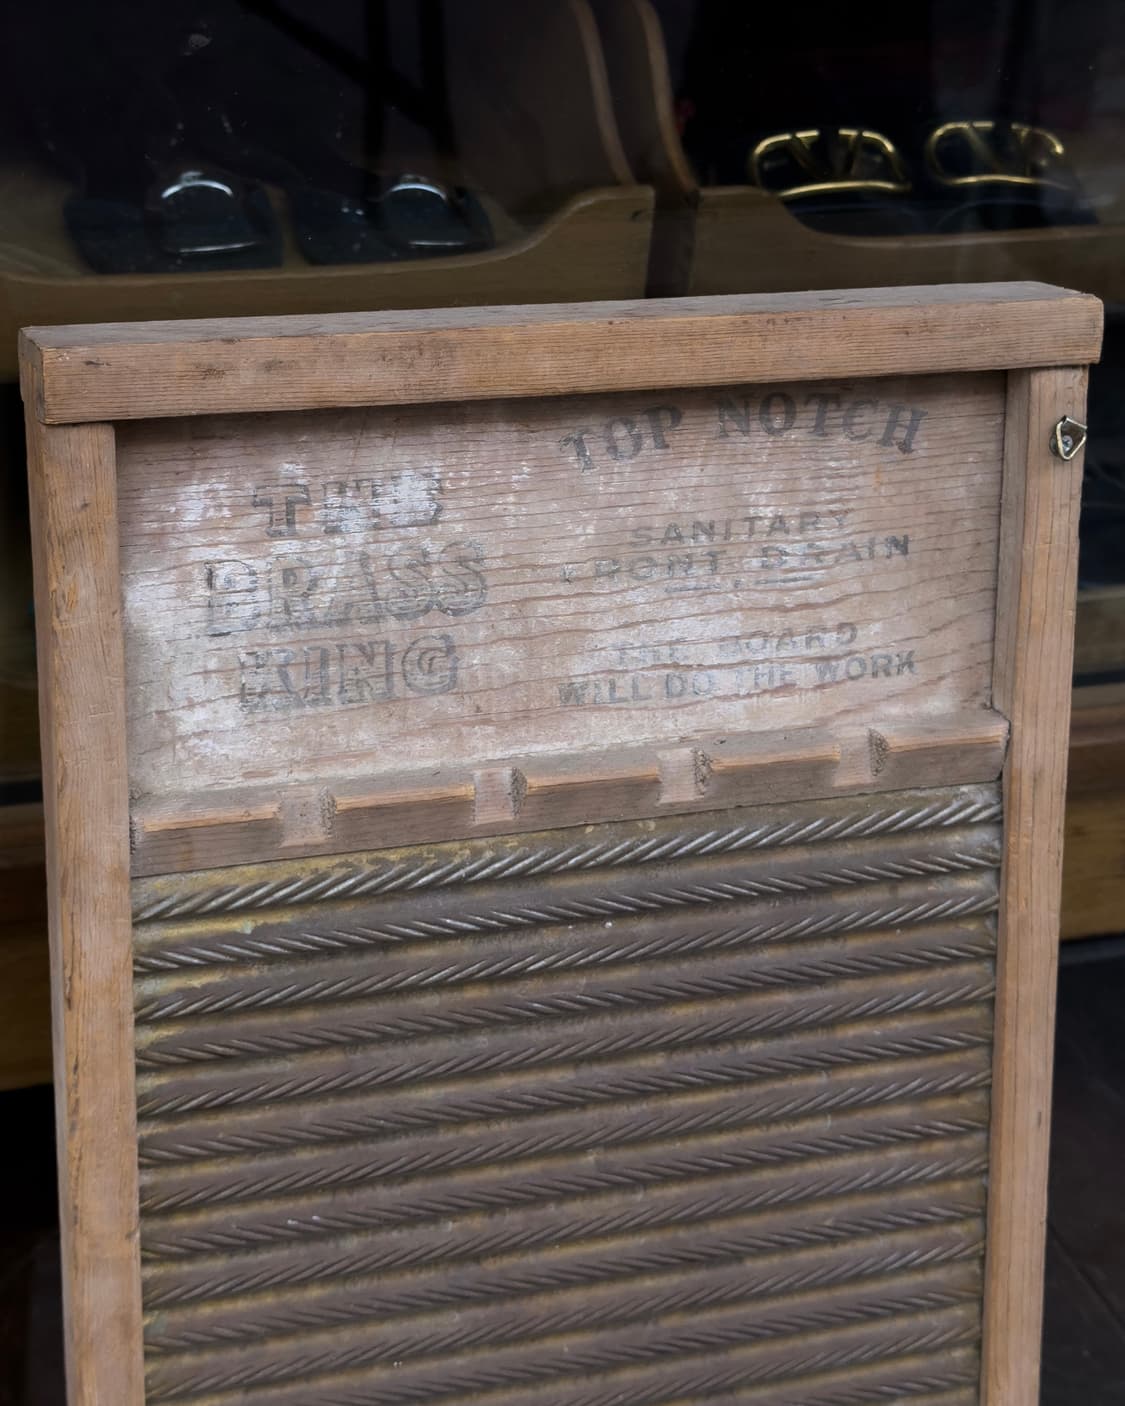 THE
BRASS
KING
TOP NOTCH
SANITARY
FRONT DRAIN
THE BOARD
WILL DO THE WORK